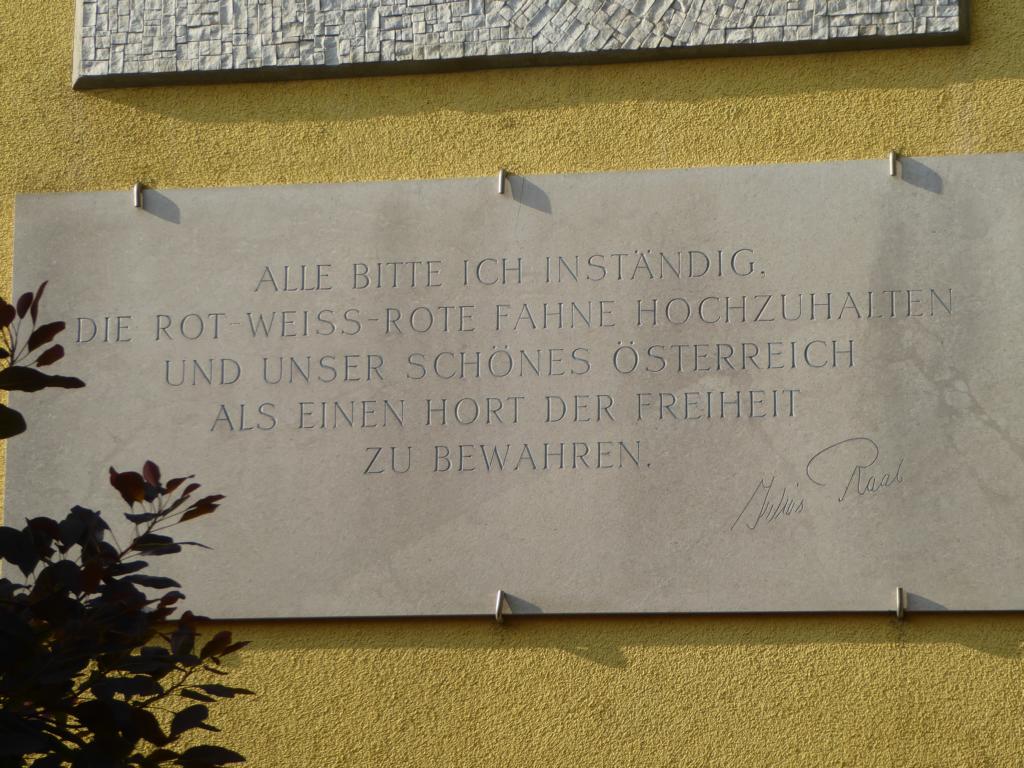 ALLE BITTE ICH INSTÄNDIG,
DIE ROT-WEISS-ROTE FAHNE HOCHZUHALTEN
UND UNSER SCHÖNES ÖSTERREICH
ALS EINEN HORT DER FREIHEIT
ZU BEWAHREN.
Julius Raab